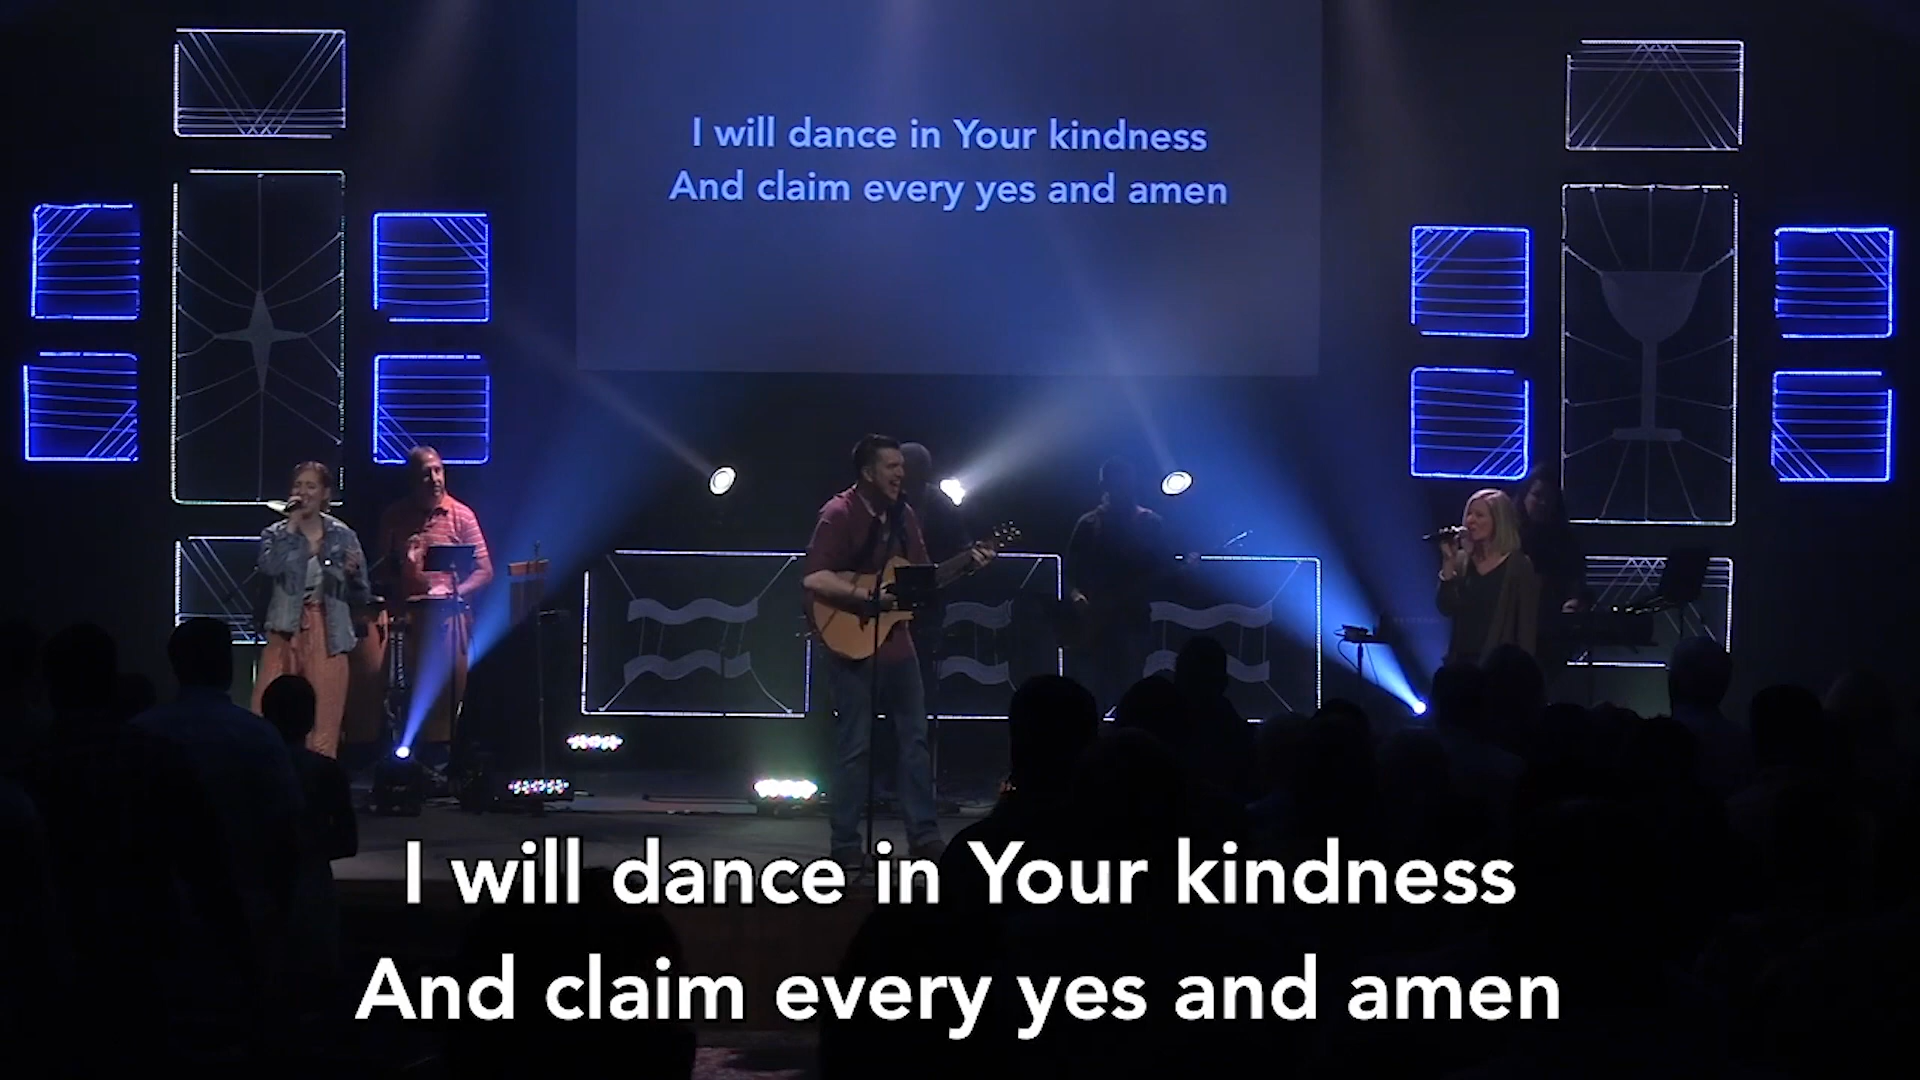 I will dance in Your kindness
And claim every yes and amen
I will dance in Your kindness
And claim every yes and amen